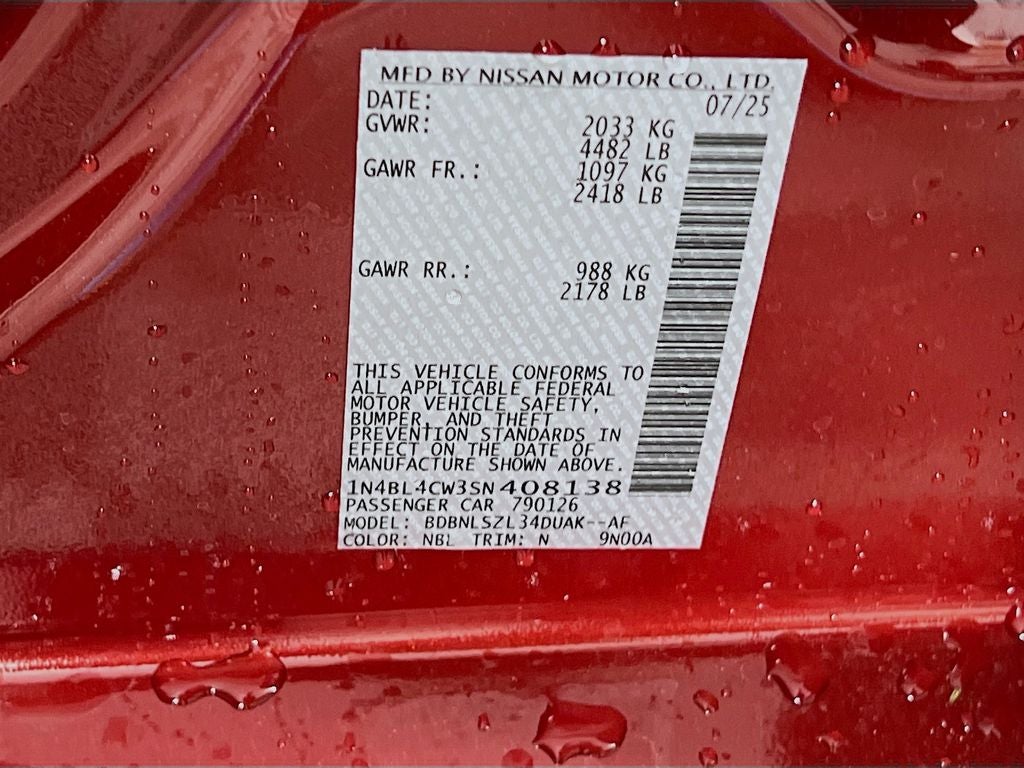 MFD BY NISSAN MOTOR CO., LTD.
DATE: 07/25
GVWR: 2033 KG
4482 LB
GAWR FR.: 1097 KG
2418 LB
GAWR RR.: 988 KG
2178 LB
THIS VEHICLE CONFORMS TO
ALL APPLICABLE FEDERAL
MOTOR VEHICLE SAFETY,
BUMPER, AND THEFT
PREVENTION STANDARDS IN
EFFECT ON THE DATE OF
MANUFACTURE SHOWN ABOVE.
1N4BL4CW3SN408138
PASSENGER CAR 790126
MODEL: BDBNLSZL34DUAK--AF
COLOR: NBL TRIM: N 9N00A